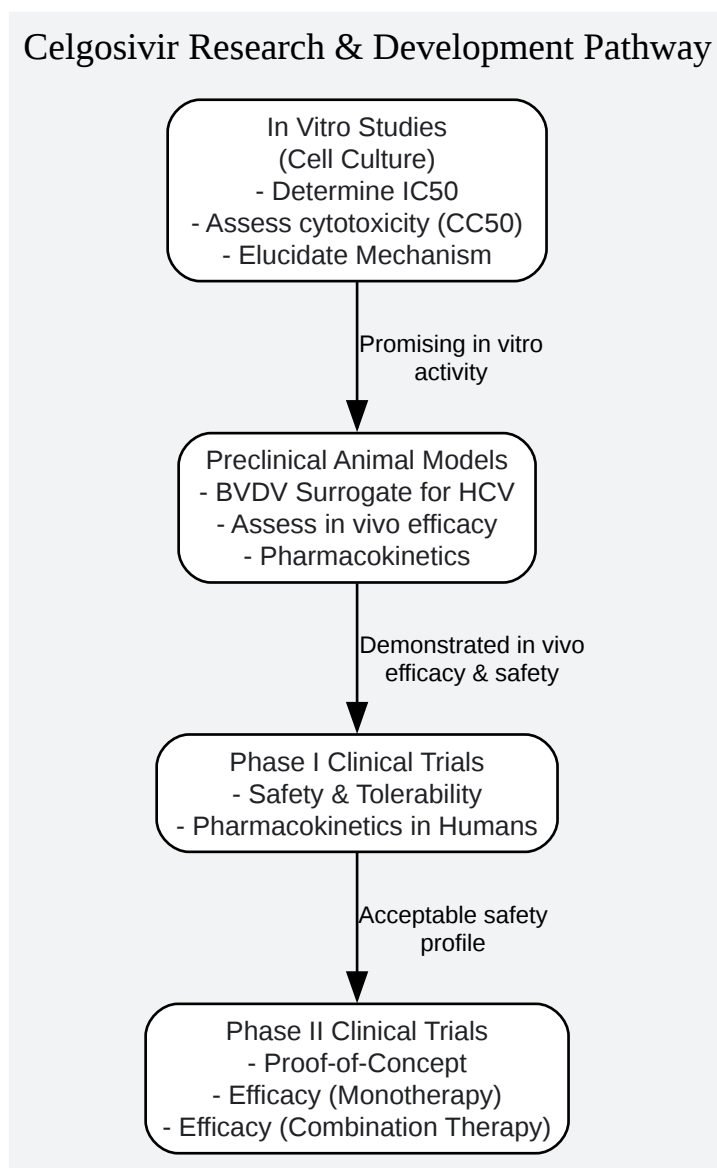 Celgosivir Research & Development Pathway
In Vitro Studies
(Cell Culture)
- Determine IC50
- Assess cytotoxicity (CC50)
- Elucidate Mechanism
Promising in vitro
activity
Preclinical Animal Models
- BVDV Surrogate for HCV
- Assess in vivo efficacy
- Pharmacokinetics
Demonstrated in vivo
efficacy & safety
Phase I Clinical Trials
- Safety & Tolerability
- Pharmacokinetics in Humans
Acceptable safety
profile
Phase II Clinical Trials
- Proof-of-Concept
- Efficacy (Monotherapy)
- Efficacy (Combination Therapy)